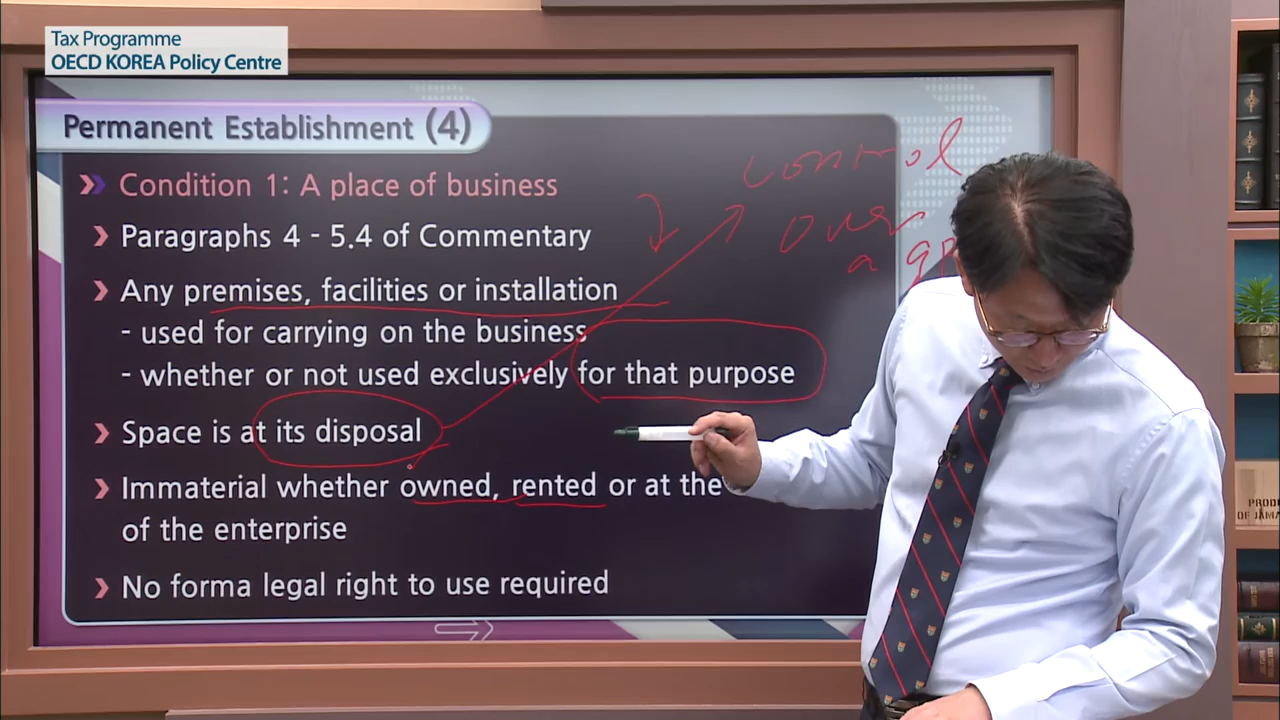 Tax Programme
OECD KOREA Policy Centre
Permanent Establishment (4)
Condition 1: A place of business
Paragraphs 4 - 5.4 of Commentary
Any premises, facilities or installation
- used for carrying on the business
- whether or not used exclusively for that purpose
Space is at its disposal
Immaterial whether owned, rented or at the
of the enterprise
No forma legal right to use required
control
over
a
PRODU
OF JAMA